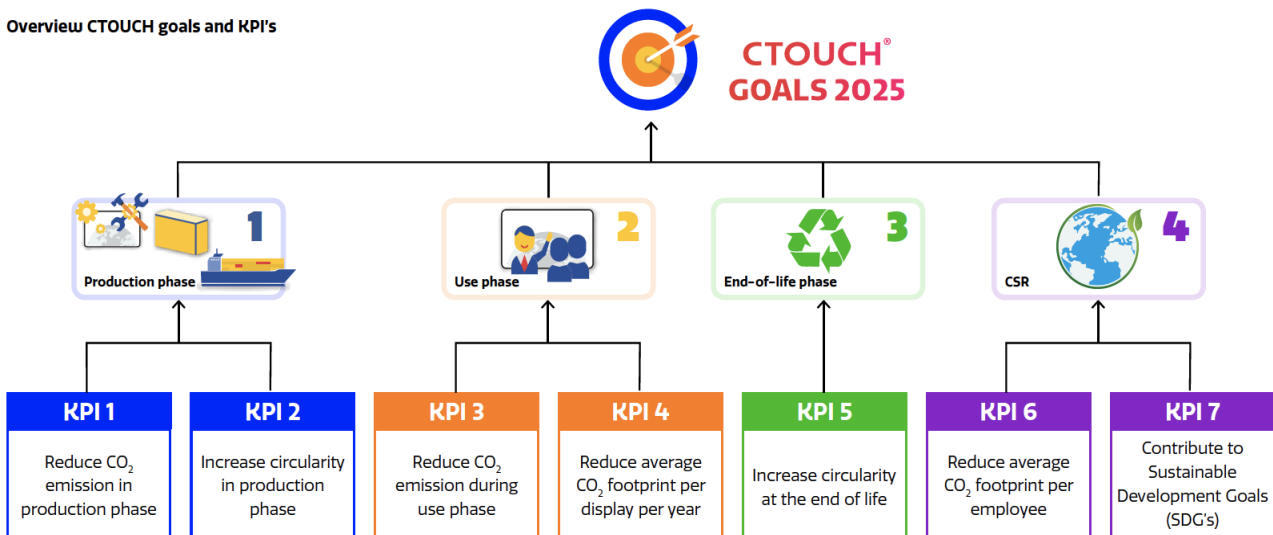 Overview CTOUCH goals and KPI's
CTOUCH®
GOALS 2025
1
Production phase
2
Use phase
3
End-of-life phase
4
CSR
KPI 1
Reduce CO₂
emission in
production phase
KPI 2
Increase circularity
in production
phase
KPI 3
Reduce CO₂
emission during
use phase
KPI 4
Reduce average
CO₂ footprint per
display per year
KPI 5
Increase circularity
at the end of life
KPI 6
Reduce average
CO₂ footprint per
employee
KPI 7
Contribute to
Sustainable
Development Goals
(SDG's)